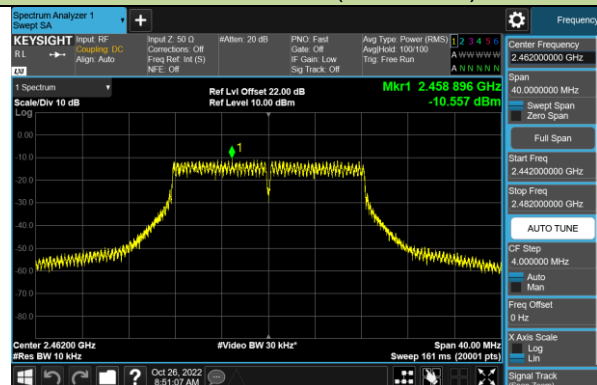 Spectrum Analyzer 1
Swept SA
Frequency
KEYSIGHT
RL
Input: RF
Coupling: DC
Align: Auto
Input Z: 50 Ω
Corrections: Off
Freq Ref: Int (S)
NFE: Off
#Atten: 20 dB
PNO: Fast
Gate: Off
IF Gain: Low
Sig Track: Off
Avg Type: Power (RMS)
Avg|Hold: 100/100
Trig: Free Run
1 2 3 4 5 6
A W W W W W
A N N N N N
LXI
1 Spectrum
Scale/Div 10 dB
Ref Lvl Offset 22.00 dB
Ref Level 10.00 dBm
Mkr1 2.458 896 GHz
-10.557 dBm
Log
1
0.00
-10.0
-20.0
-30.0
-40.0
-50.0
-60.0
-70.0
-80.0
Center 2.46200 GHz
#Res BW 10 kHz
#Video BW 30 kHz*
Span 40.00 MHz
Sweep 161 ms (20001 pts)
Center Frequency
2.462000000 GHz
Span
40.0000000 MHz
Swept Span
Zero Span
Full Span
Start Freq
2.442000000 GHz
Stop Freq
2.482000000 GHz
AUTO TUNE
CF Step
4.000000 MHz
Auto
Man
Freq Offset
0 Hz
X Axis Scale
Log
Lin
Signal Track
(Span Zoom)
?
Oct 26, 2022
8:51:07 AM